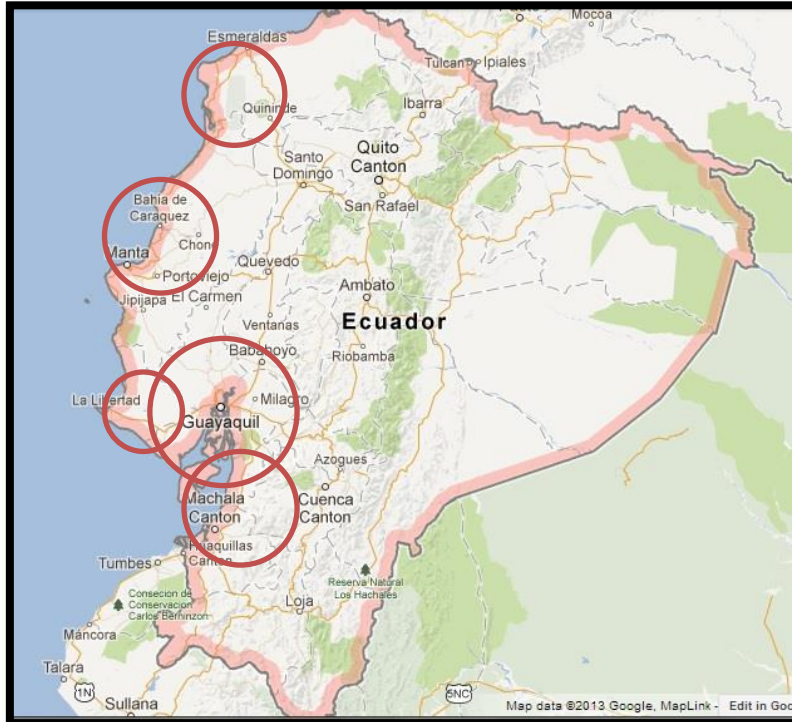 Mocoa
Esmeraldas
Tulcan
Ipiales
Ibarra
Quininde
Quito
Canton
Santo
Domingo
San Rafael
Bahia de
Caraquez
Chone
Manta
Portoviejo
Quevedo
Jipijapa
El Carmen
Ambato
Ecuador
Ventanas
Babahoyo
Riobamba
La Libertad
Milagro
Guayaquil
Azogues
Machala
Canton
Cuenca
Canton
Huaquillas
Canton
Tumbes
Reserva Natural
Los Hachales
Consecion de
Conservacion
Carlos Berninzon
Loja
Máncora
Talara
1N
Sullana
5NC
Map data ©2013 Google, MapLink -
Edit in Goo